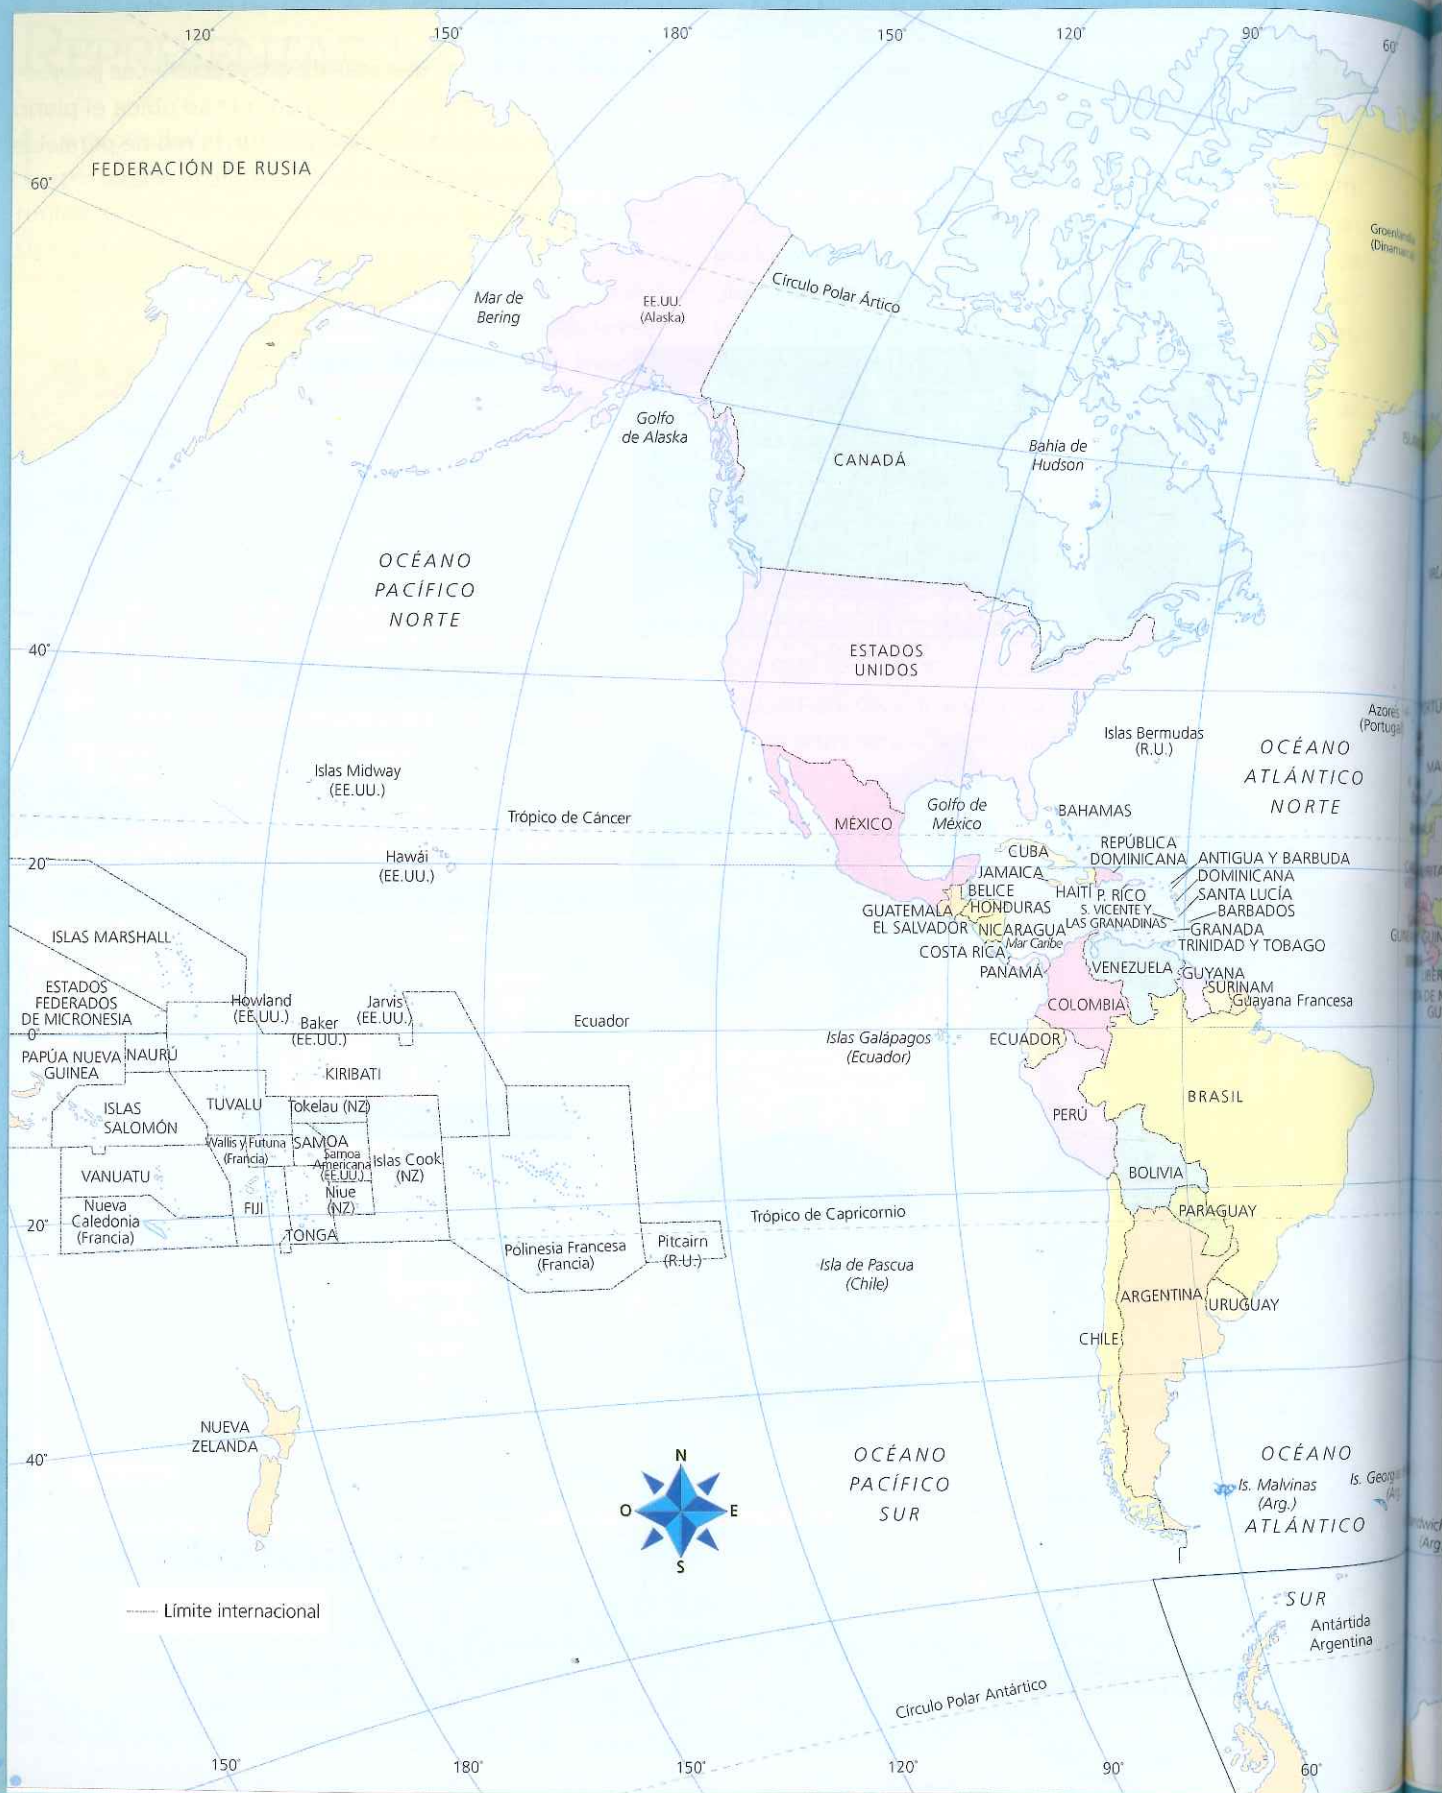 120°
150°
180°
150°
120°
90°
60°
FEDERACIÓN DE RUSIA
60°
Mar de
Bering
EE.UU.
(Alaska)
Círculo Polar Ártico
Groenlandia
(Dinamarca)
Golfo
de Alaska
CANADÁ
Bahía de
Hudson
OCÉANO
PACÍFICO
NORTE
40°
ESTADOS
UNIDOS
Azores
(Portugal)
Islas Bermudas
(R.U.)
OCÉANO
ATLÁNTICO
NORTE
Islas Midway
(EE.UU.)
Trópico de Cáncer
MÉXICO
Golfo de
México
BAHAMAS
20°
Hawái
(EE.UU.)
CUBA
REPÚBLICA
DOMINICANA
ANTIGUA Y BARBUDA
JAMAICA
DOMINICANA
BELICE
HAITÍ
P. RICO
SANTA LUCÍA
GUATEMALA
HONDURAS
S. VICENTE Y
LAS GRANADINAS
BARBADOS
EL SALVADOR
NICARAGUA
GRANADA
COSTA RICA
Mar Caribe
TRINIDAD Y TOBAGO
PANAMÁ
VENEZUELA
GUYANA
SURINAM
Guayana Francesa
COLOMBIA
ISLAS MARSHALL
ESTADOS
FEDERADOS
DE MICRONESIA
Howland
(EE.UU.)
Baker
(EE.UU.)
Jarvis
(EE.UU.)
Ecuador
0°
Islas Galápagos
(Ecuador)
ECUADOR
PAPÚA NUEVA
GUINEA
NAURÚ
KIRIBATI
BRASIL
ISLAS
SALOMÓN
TUVALU
Tokelau (NZ)
PERÚ
Wallis y Futuna
(Francia)
SAMOA
Samoa
Americana
(EE.UU.)
Islas Cook
(NZ)
BOLIVIA
VANUATU
FIJI
Niue
(NZ)
Nueva
Caledonia
(Francia)
20°
TONGA
Trópico de Capricornio
PARAGUAY
Polinesia Francesa
(Francia)
Pitcairn
(R.U.)
Isla de Pascua
(Chile)
ARGENTINA
URUGUAY
CHILE
NUEVA
ZELANDA
40°
N
O
E
S
OCÉANO
PACÍFICO
SUR
OCÉANO
Is. Malvinas
(Arg.)
ATLÁNTICO
SUR
Límite internacional
Antártida
Argentina
Círculo Polar Antártico
150°
180°
150°
120°
90°
60°